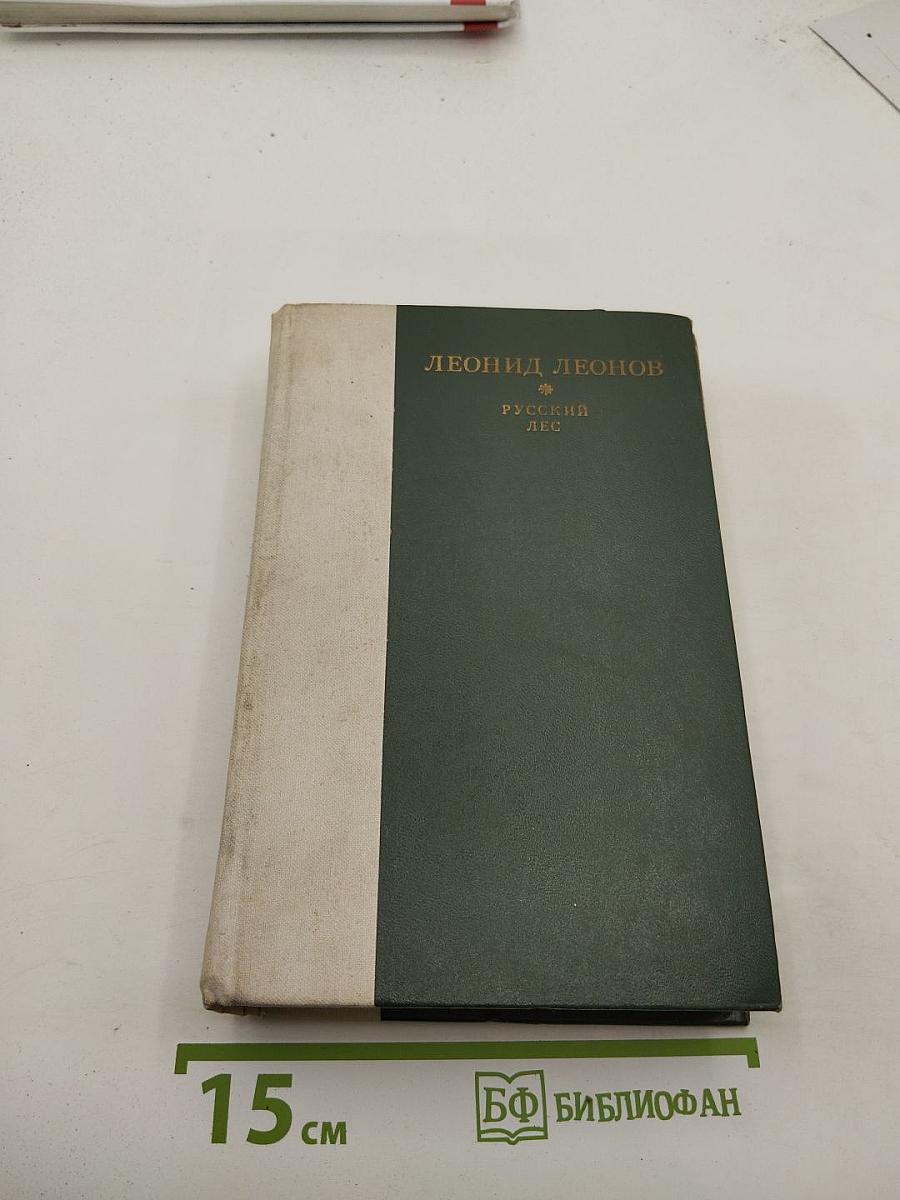 ЛЕОНИД ЛЕОНОВ
РУССКИЙ
ЛЕС
15 см
БФ БИБЛИОФАН